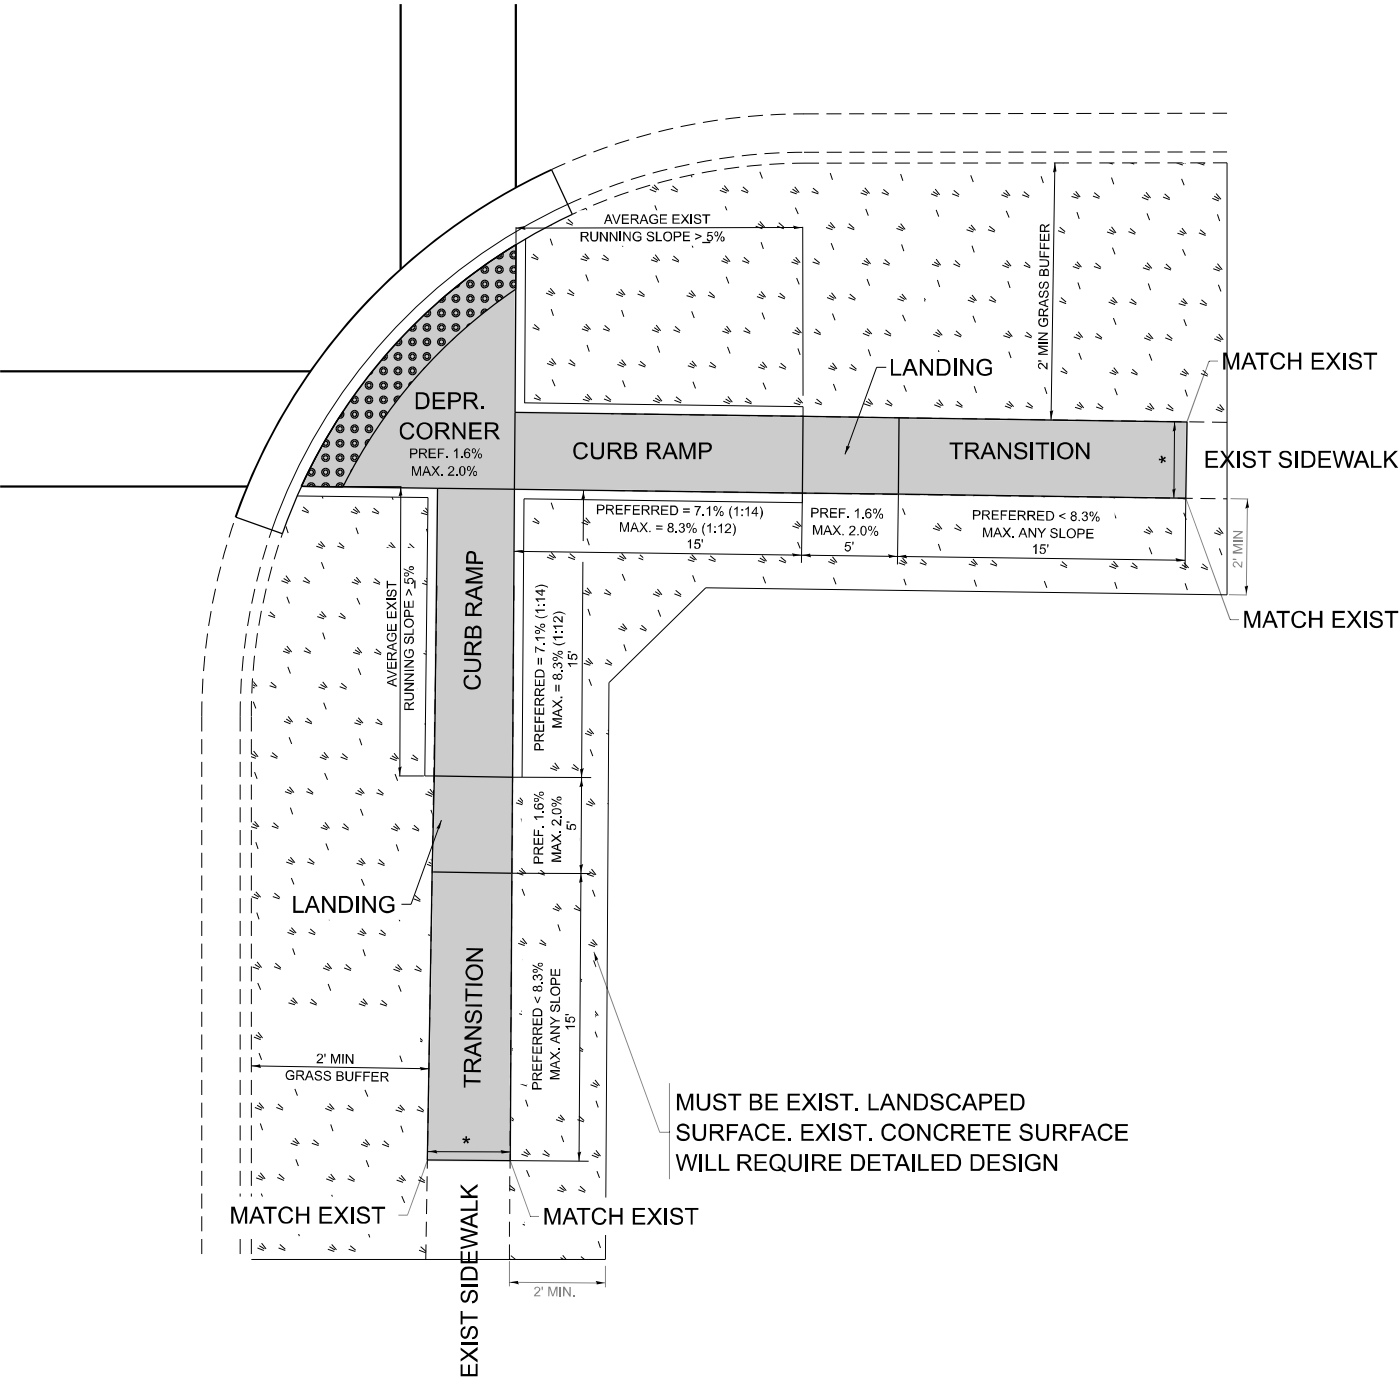 AVERAGE EXIST
RUNNING SLOPE > 5%
2' MIN GRASS BUFFER
LANDING
MATCH EXIST
DEPR.
CORNER
PREF. 1.6%
MAX. 2.0%
CURB RAMP
TRANSITION
*
EXIST SIDEWALK
PREFERRED = 7.1% (1:14)
MAX. = 8.3% (1:12)
15'
PREF. 1.6%
MAX. 2.0%
5'
PREFERRED < 8.3%
MAX. ANY SLOPE
15'
2' MIN
MATCH EXIST
AVERAGE EXIST
RUNNING SLOPE > 5%
CURB RAMP
PREFERRED = 7.1% (1:14)
MAX. = 8.3% (1:12)
15'
PREF. 1.6%
MAX. 2.0%
5'
LANDING
TRANSITION
PREFERRED < 8.3%
MAX. ANY SLOPE
15'
2' MIN
GRASS BUFFER
*
MUST BE EXIST. LANDSCAPED
SURFACE. EXIST. CONCRETE SURFACE
WILL REQUIRE DETAILED DESIGN
MATCH EXIST
MATCH EXIST
EXIST SIDEWALK
2' MIN.